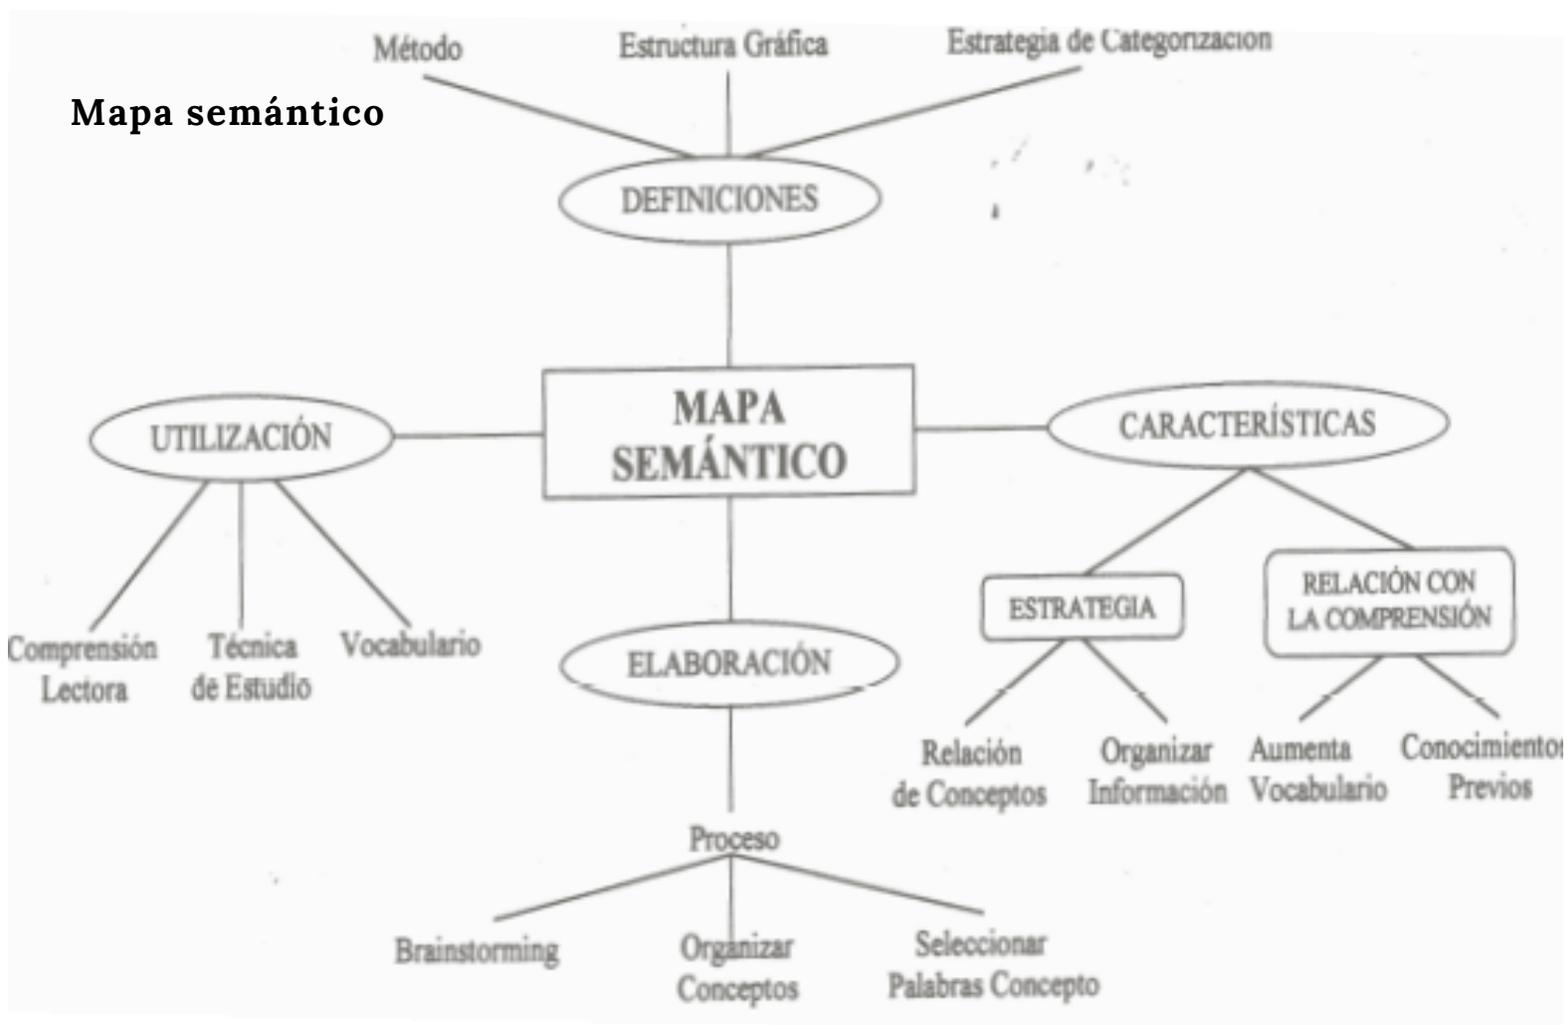 Método
Estructura Gráfica
Estrategia de Categorización
Mapa semántico
DEFINICIONES
MAPA
SEMÁNTICO
UTILIZACIÓN
CARACTERÍSTICAS
Comprensión
Lectora
Técnica
de Estudio
Vocabulario
ESTRATEGIA
RELACIÓN CON
LA COMPRENSIÓN
Relación
de Conceptos
Organizar
Información
Aumenta
Vocabulario
Conocimientos
Previos
ELABORACIÓN
Proceso
Brainstorming
Organizar
Conceptos
Seleccionar
Palabras Concepto